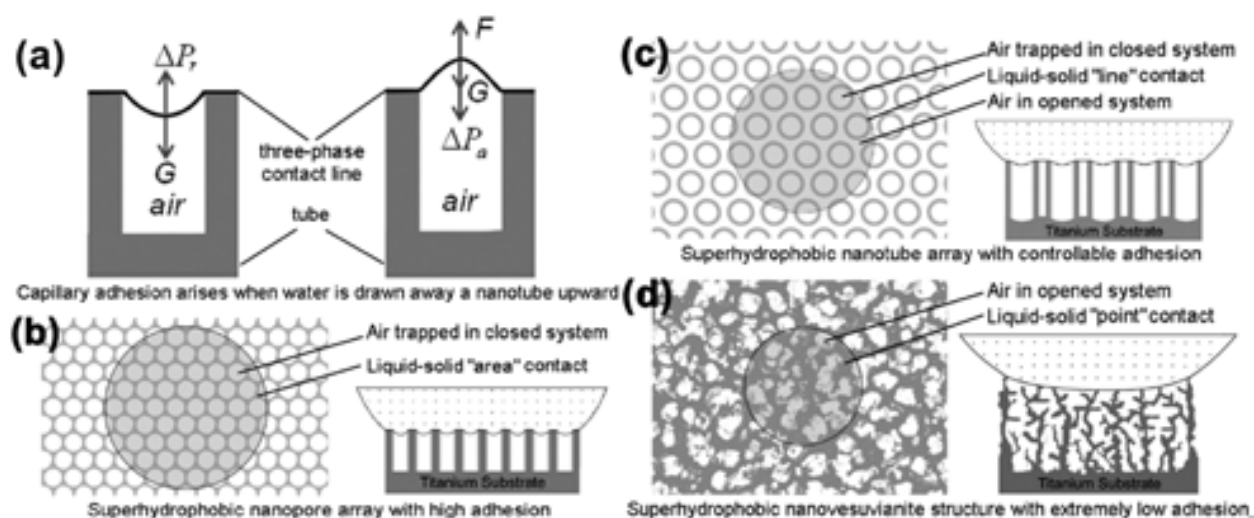 (a)
ΔPr
G
air
F
G
ΔPa
air
three-phase
contact line
tube
Capillary adhesion arises when water is drawn away a nanotube upward
(b)
Air trapped in closed system
Liquid-solid "area" contact
Titanium Substrate
Superhydrophobic nanopore array with high adhesion
(c)
Air trapped in closed system
Liquid-solid "line" contact
Air in opened system
Titanium Substrate
Superhydrophobic nanotube array with controllable adhesion
(d)
Air in opened system
Liquid-solid "point" contact
Titanium Substrate
Superhydrophobic nanovesuvianite structure with extremely low adhesion